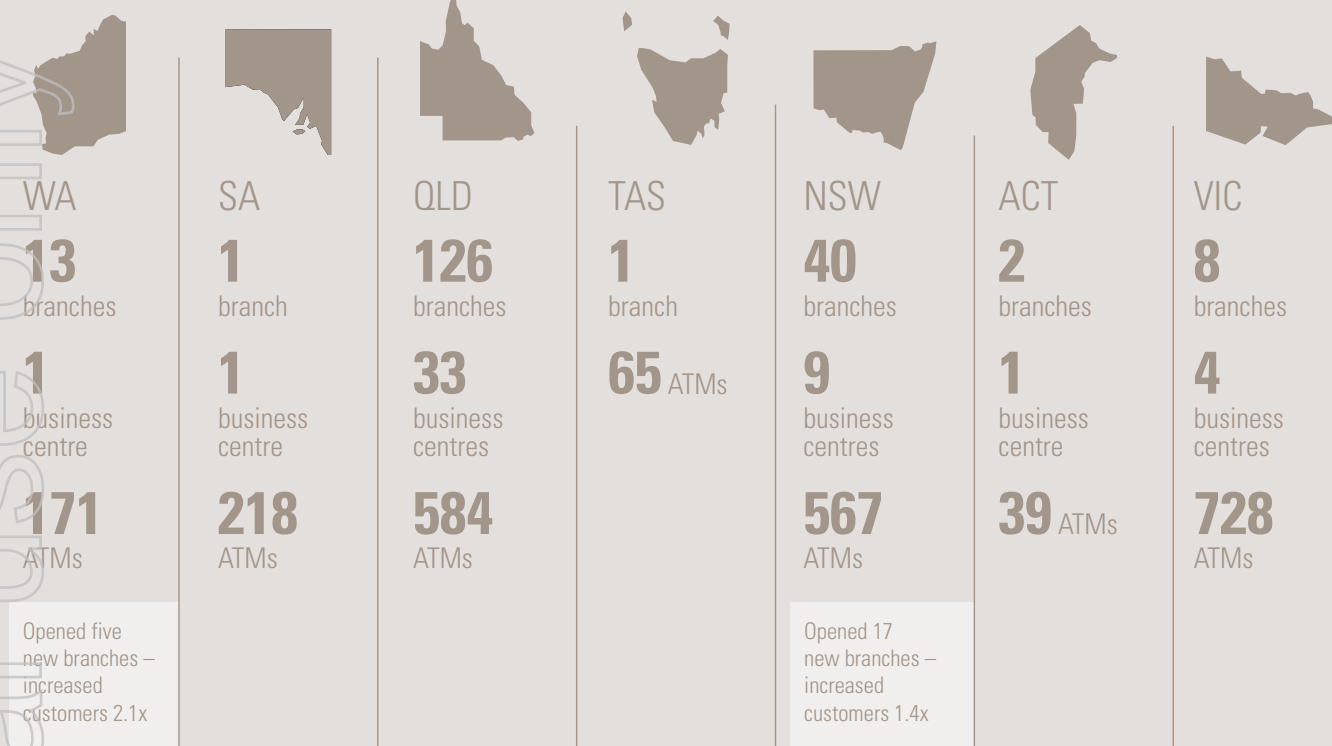 WA
13
branches
1
business
centre
171
ATMs
Opened five
new branches –
increased
customers 2.1x
SA
1
branch
1
business
centre
218
ATMs
QLD
126
branches
33
business
centres
584
ATMs
TAS
1
branch
65 ATMs
NSW
40
branches
9
business
centres
567
ATMs
Opened 17
new branches –
increased
customers 1.4x
ACT
2
branches
1
business
centre
39 ATMs
VIC
8
branches
4
business
centres
728
ATMs
al use only